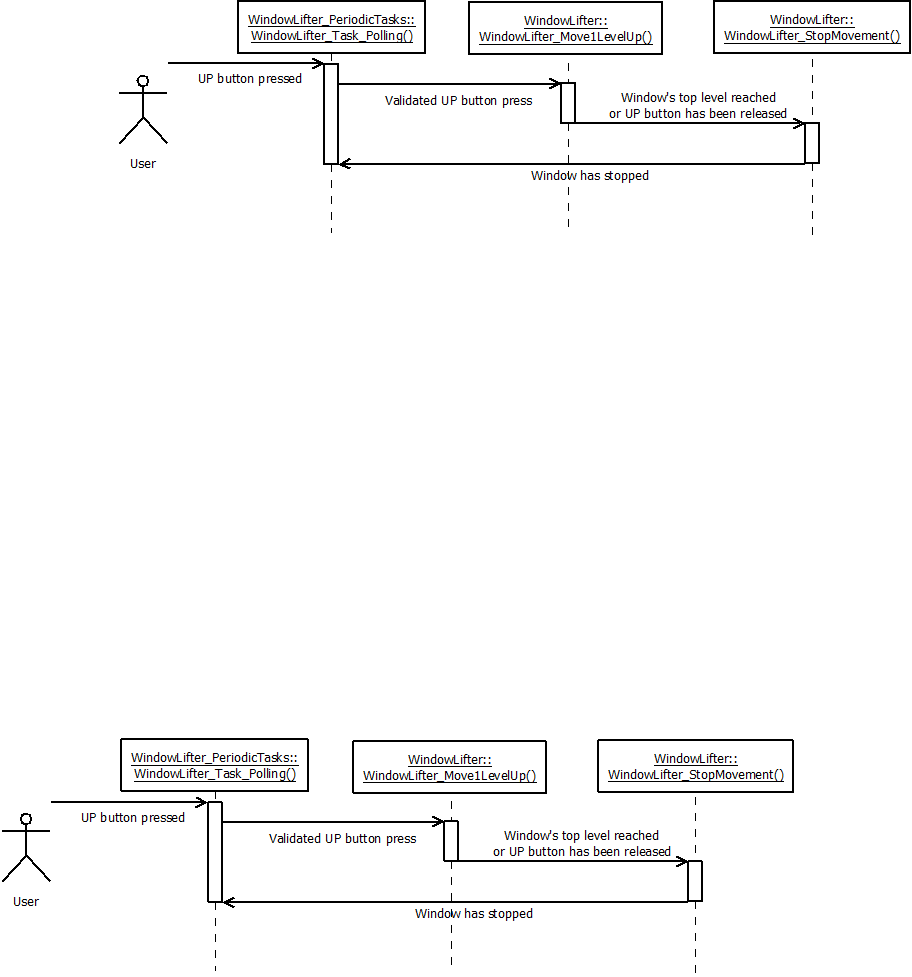 WindowLifter_PeriodicTasks::
WindowLifter_Task_Polling()
WindowLifter::
WindowLifter_Move1LevelUp()
WindowLifter::
WindowLifter_StopMovement()
UP button pressed
Validated UP button press
Window's top level reached
or UP button has been released
User
Window has stopped
WindowLifter_PeriodicTasks::
WindowLifter_Task_Polling()
WindowLifter::
WindowLifter_Move1LevelUp()
WindowLifter::
WindowLifter_StopMovement()
UP button pressed
Validated UP button press
Window's top level reached
or UP button has been released
User
Window has stopped